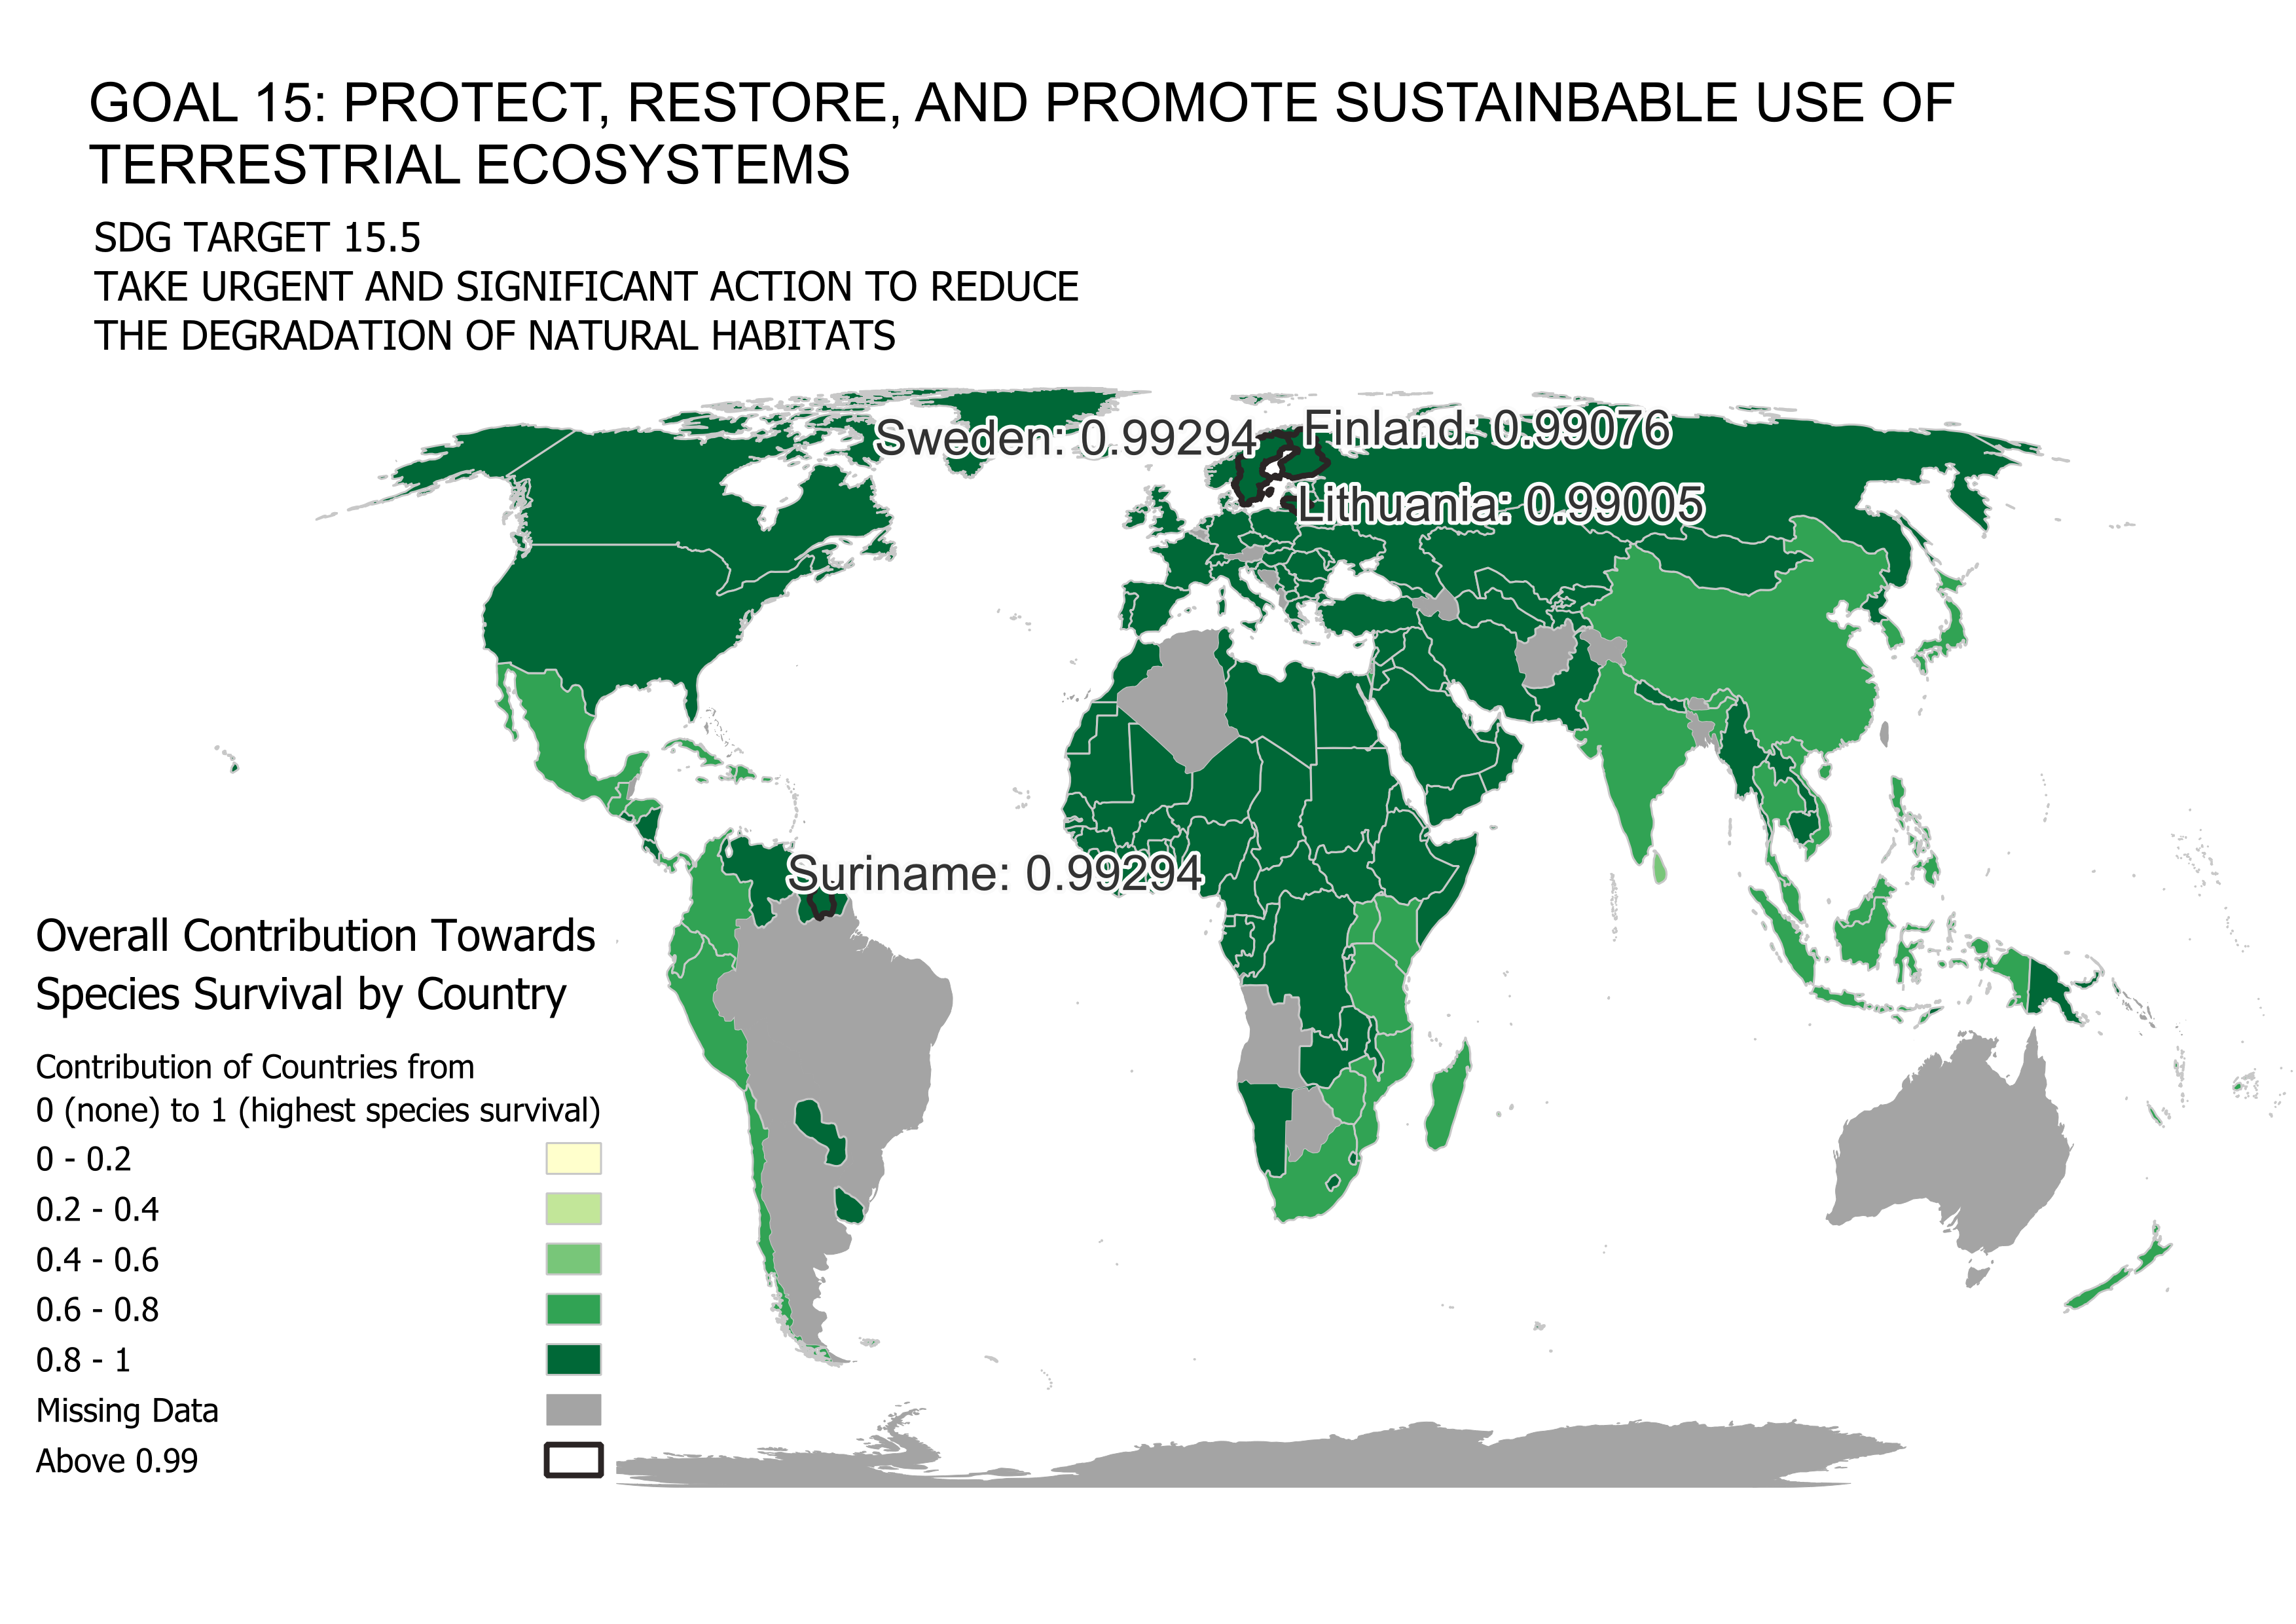 GOAL 15: PROTECT, RESTORE, AND PROMOTE SUSTAINBABLE USE OF
TERRESTRIAL ECOSYSTEMS
SDG TARGET 15.5
TAKE URGENT AND SIGNIFICANT ACTION TO REDUCE
THE DEGRADATION OF NATURAL HABITATS
Sweden: 0.99294
Finland: 0.99076
Lithuania: 0.99005
Suriname: 0.99294
Overall Contribution Towards
Species Survival by Country
Contribution of Countries from
0 (none) to 1 (highest species survival)
0 - 0.2
0.2 - 0.4
0.4 - 0.6
0.6 - 0.8
0.8 - 1
Missing Data
Above 0.99